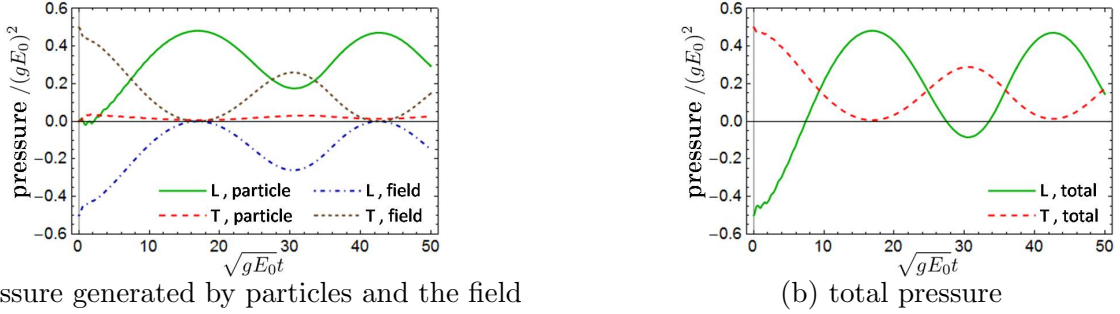 pressure /(gE₀)²
0.6
0.4
0.2
0.0
−0.2
−0.4
−0.6
L , particle
L , field
T , particle
T , field
0 10 20 30 40 50
√gE₀t
ssure generated by particles and the field
pressure /(gE₀)²
0.6
0.4
0.2
0.0
−0.2
−0.4
−0.6
L , total
T , total
0 10 20 30 40 50
√gE₀t
(b) total pressure